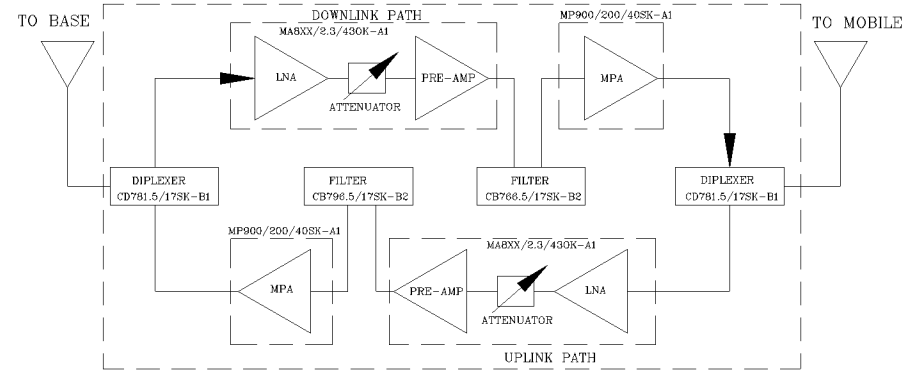 TO BASE
DOWNLINK PATH
MA8XX/2.3/430K-A1
MP900/200/40SK-A1
TO MOBILE
LNA
ATTENUATOR
PRE-AMP
MPA
DIPLEXER
CD781.5/17SK-B1
FILTER
CB796.5/17SK-B2
FILTER
CB766.5/17SK-B2
DIPLEXER
CD781.5/17SK-B1
MP900/200/40SK-A1
MA8XX/2.3/430K-A1
MPA
PRE-AMP
ATTENUATOR
LNA
UPLINK PATH